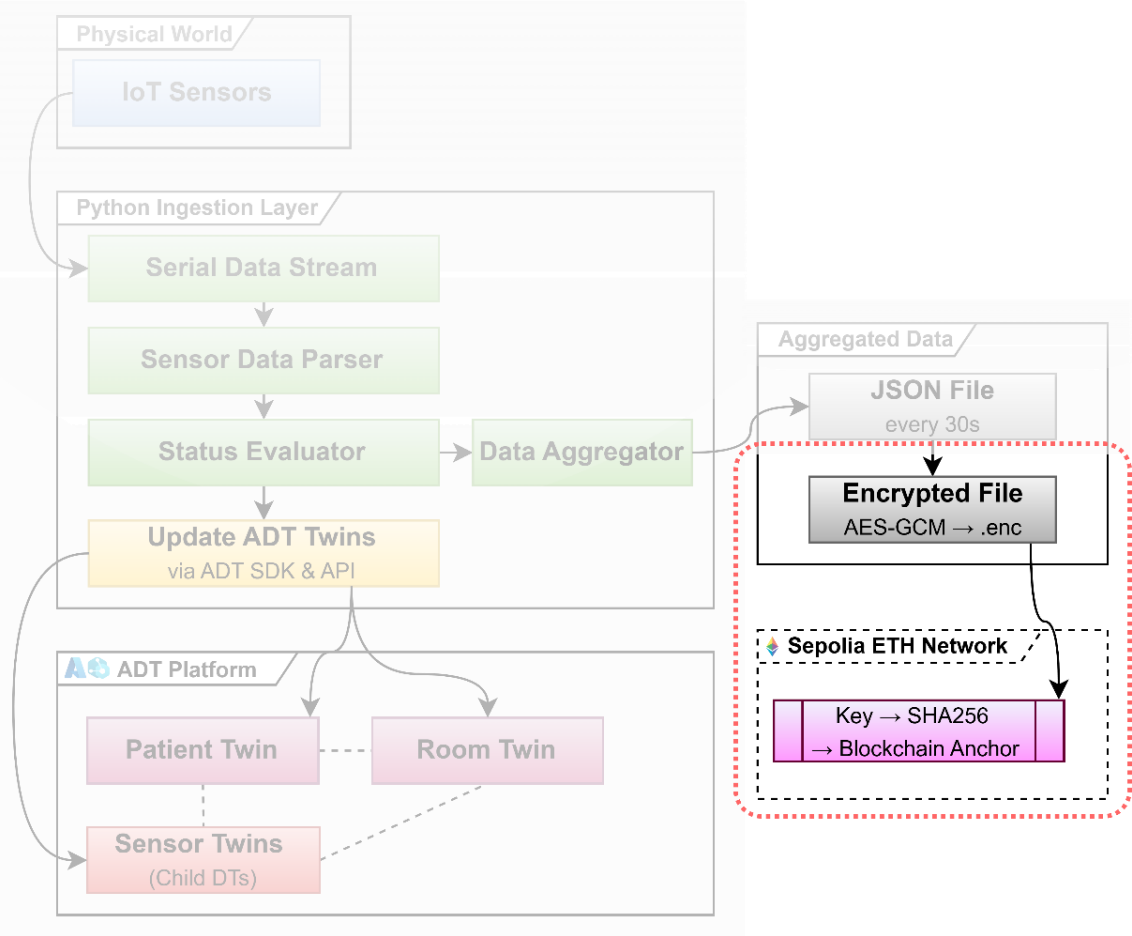 Physical World
IoT Sensors
Python Ingestion Layer
Serial Data Stream
Sensor Data Parser
Status Evaluator
Data Aggregator
Update ADT Twins
via ADT SDK & API
Aggregated Data
JSON File
every 30s
Encrypted File
AES-GCM → .enc
Sepolia ETH Network
Key → SHA256
→ Blockchain Anchor
ADT Platform
Patient Twin
Room Twin
Sensor Twins
(Child DTs)